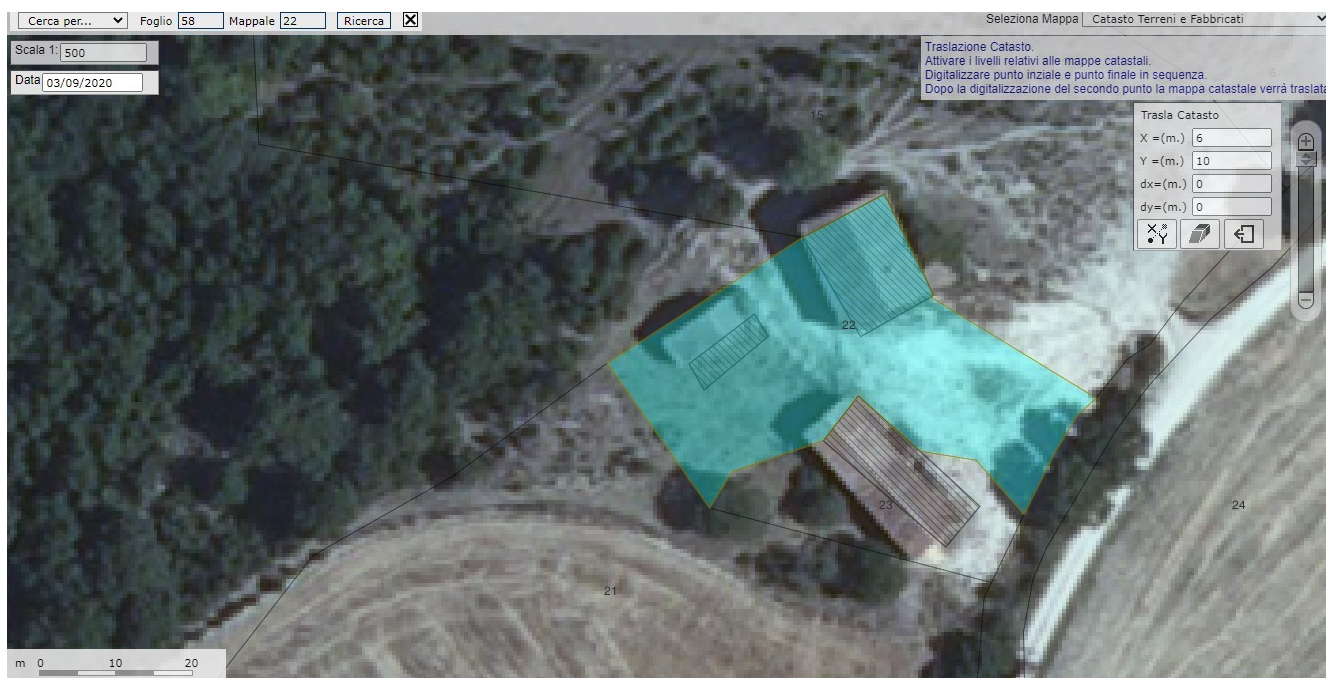 Cerca per... Foglio 58 Mappale 22 Ricerca X Seleziona Mappa Catasto Terreni e Fabbricati
Scala 1: 500
Data 03/09/2020
Traslazione Catasto.
Attivare i livelli relativi alle mappe catastali.
Digitalizzare punto inziale e punto finale in sequenza.
Dopo la digitalizzazione del secondo punto la mappa catastale verrà traslata
Trasla Catasto
X =(m.) 6
Y =(m.) 10
dx=(m.) 0
dy=(m.) 0
15
22
23
24
21
m 0 10 20